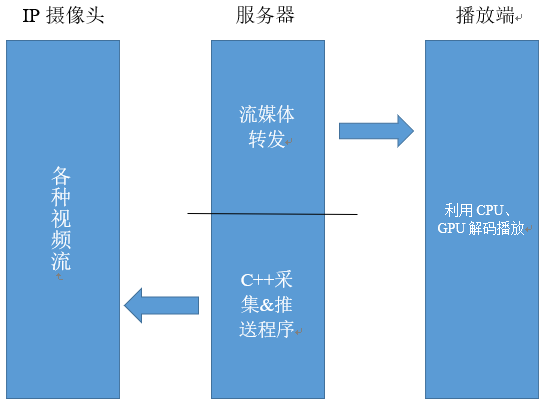 IP 摄像头
服务器
播放端
各
种
视
频
流
流媒体
转发
C++采
集&推
送程序
利用 CPU、
GPU 解码播放